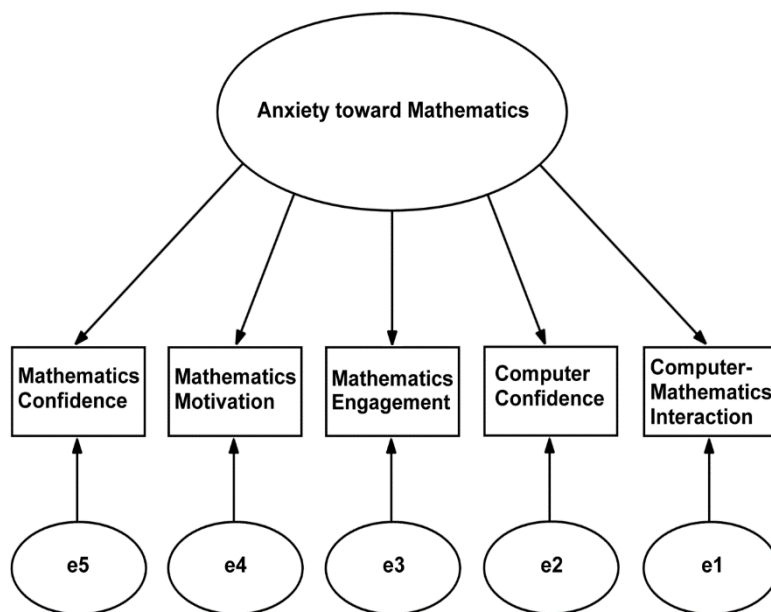 Anxiety toward Mathematics
Mathematics
Confidence
Mathematics
Motivation
Mathematics
Engagement
Computer
Confidence
Computer-
Mathematics
Interaction
e5
e4
e3
e2
e1